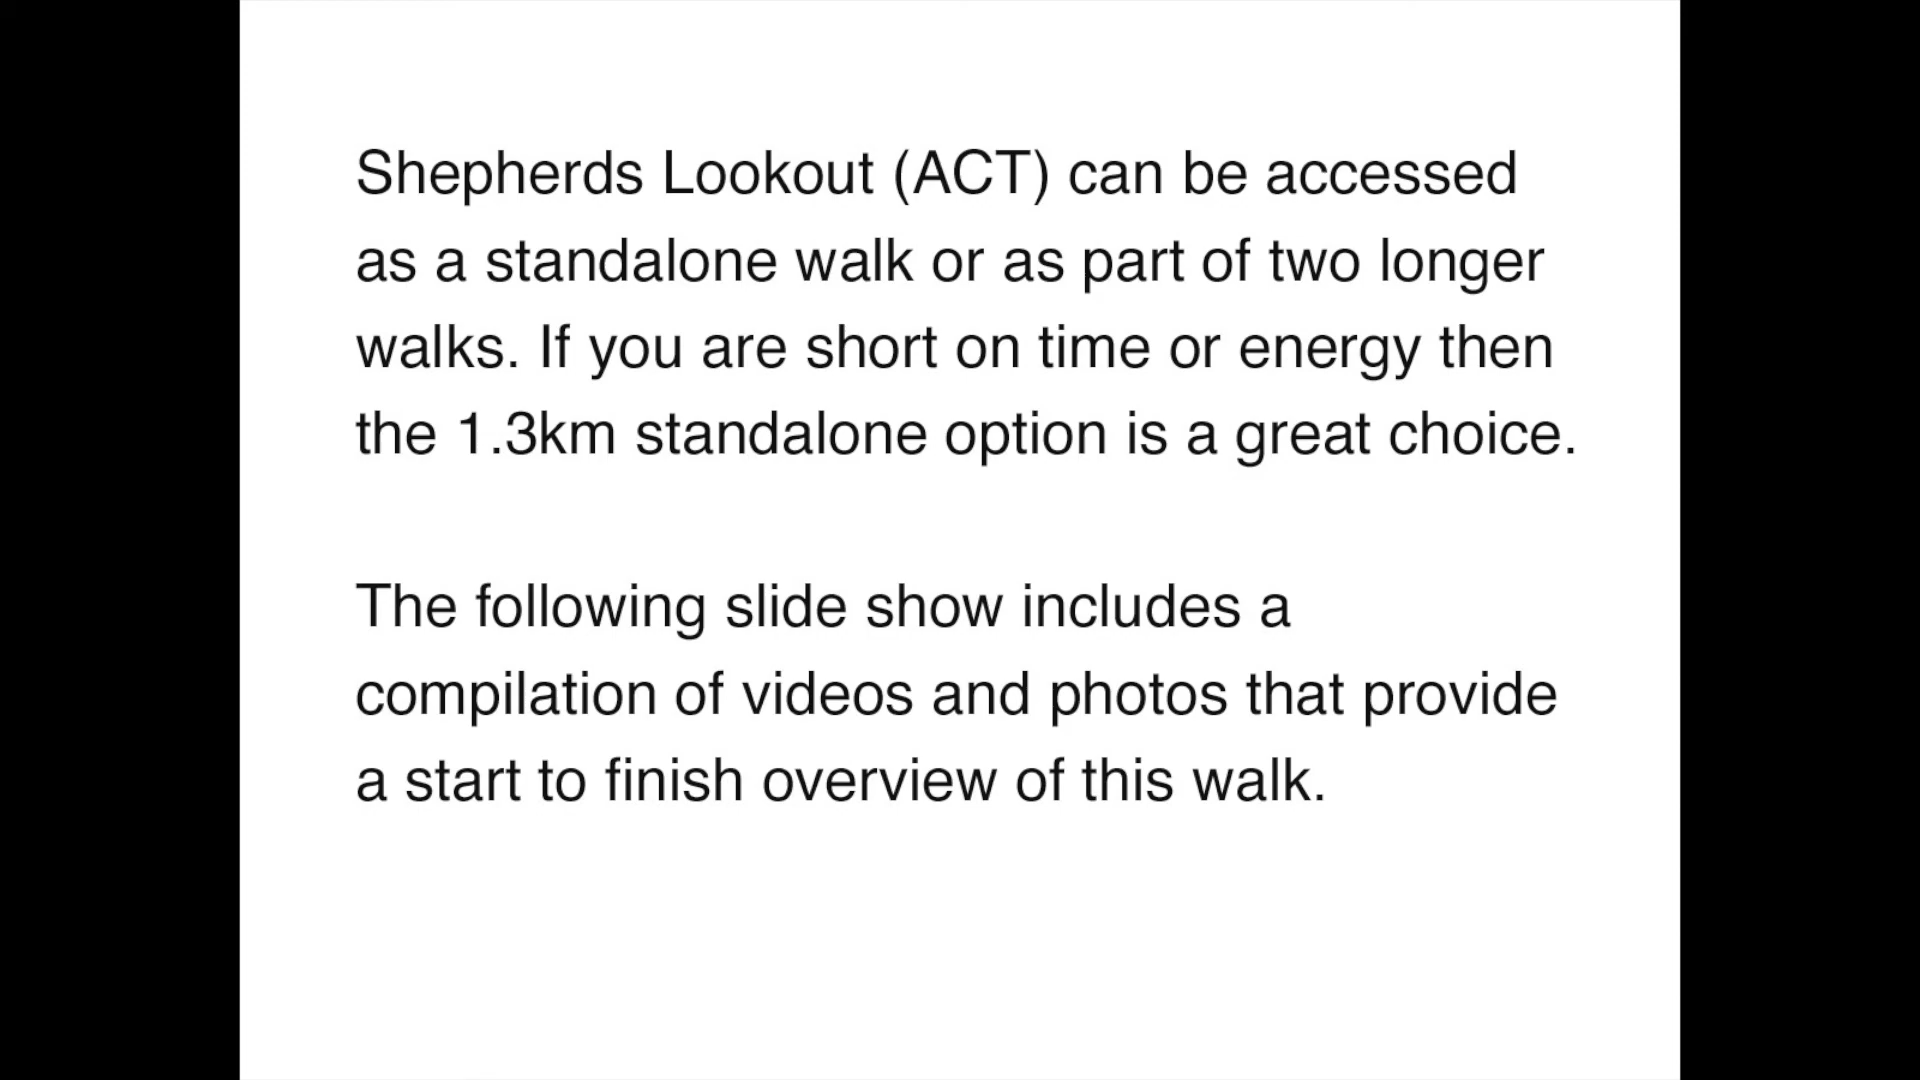 Shepherds Lookout (ACT) can be accessed
as a standalone walk or as part of two longer
walks. If you are short on time or energy then
the 1.3km standalone option is a great choice.
The following slide show includes a
compilation of videos and photos that provide
a start to finish overview of this walk.